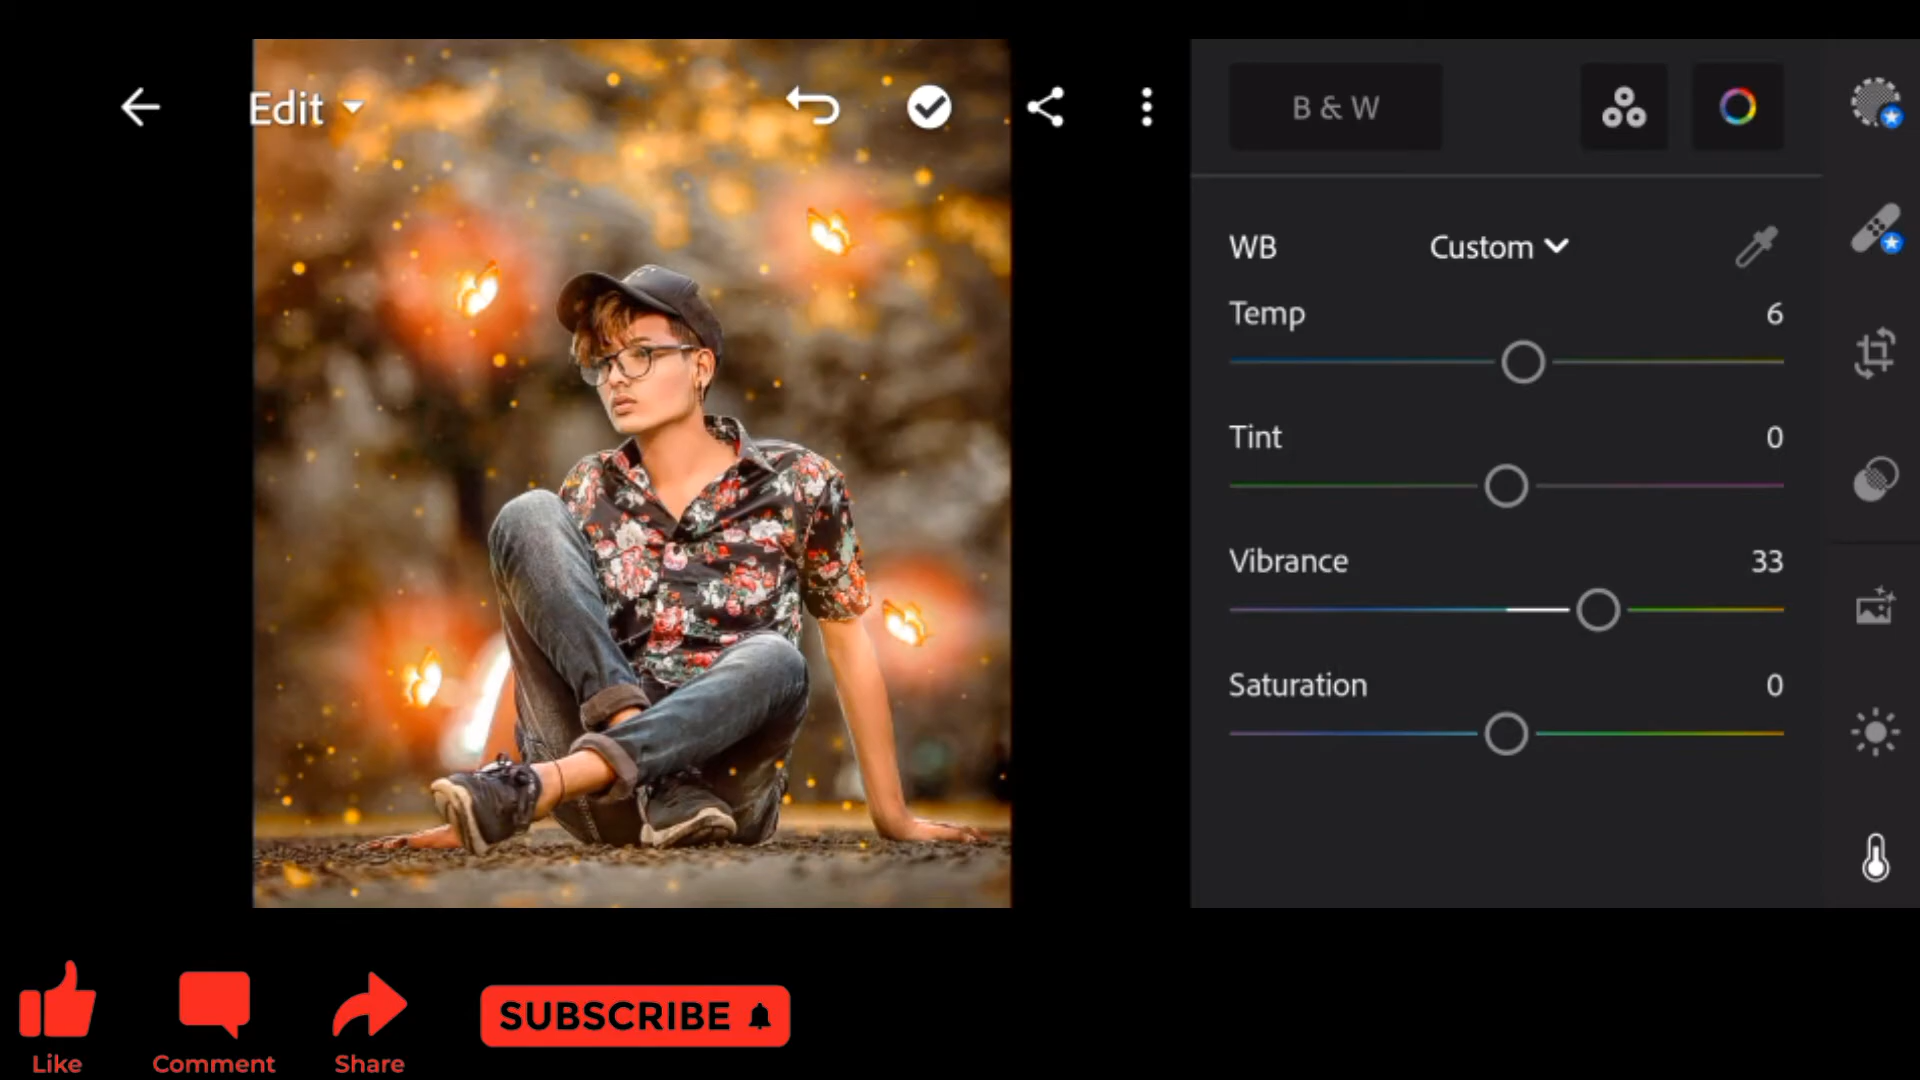 Edit
B & W
WB Custom
Temp 6
Tint 0
Vibrance 33
Saturation 0
Like
Comment
Share
SUBSCRIBE